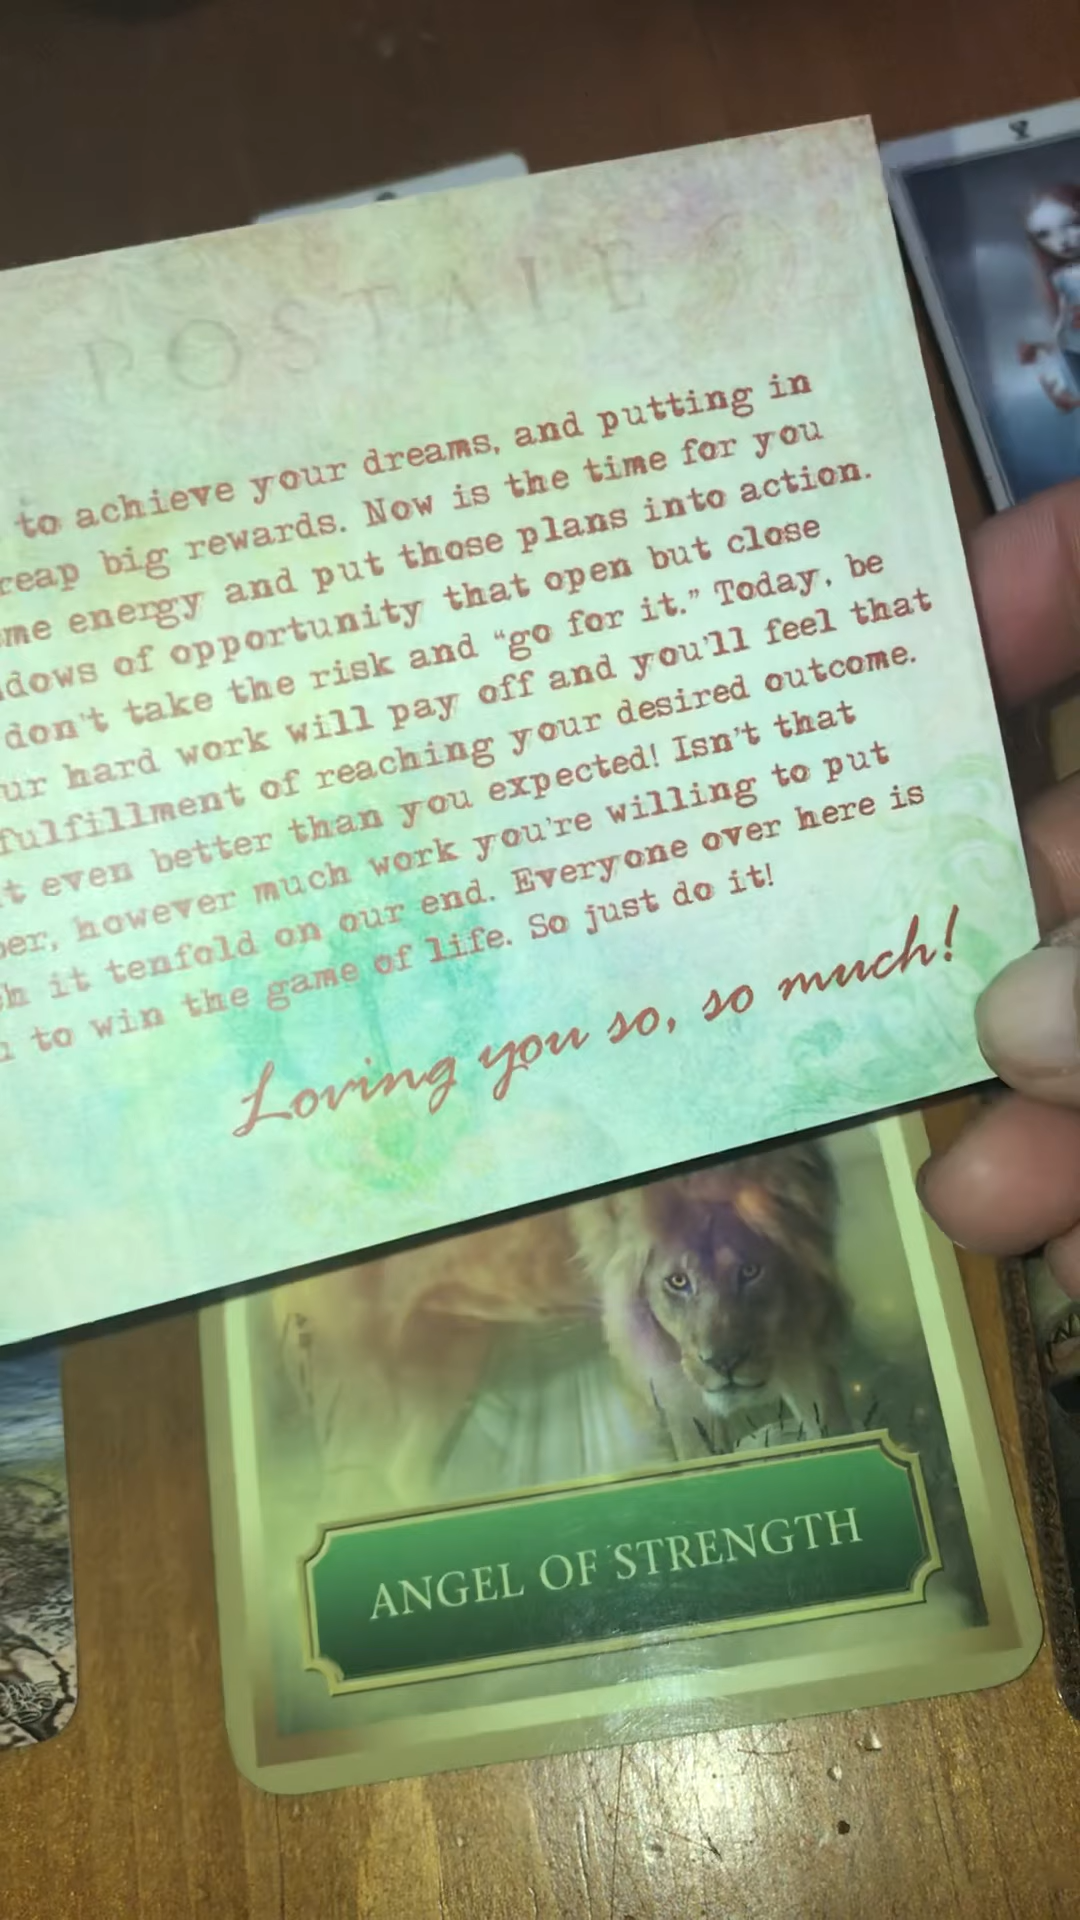 POSTALE
to achieve your dreams, and putting in
reap big rewards. Now is the time for you
me energy and put those plans into action.
dows of opportunity that open but close
don't take the risk and “go for it.” Today, be
ur hard work will pay off and you'll feel that
fulfillment of reaching your desired outcome.
t even better than you expected! Isn't that
er, however much work you're willing to put
h it tenfold on our end. Everyone over here is
to win the game of life. So just do it!
Loving you so, so much!
ANGEL OF STRENGTH